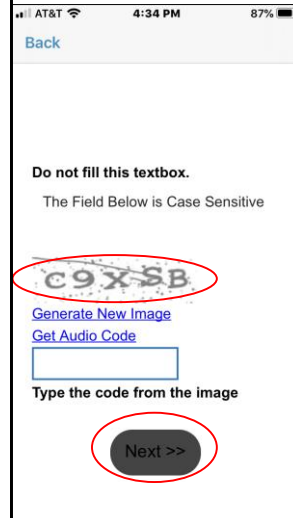 AT&T 4:34 PM 87%
Back
Do not fill this textbox.
The Field Below is Case Sensitive
C9XSB
Generate New Image
Get Audio Code
Type the code from the image
Next >>